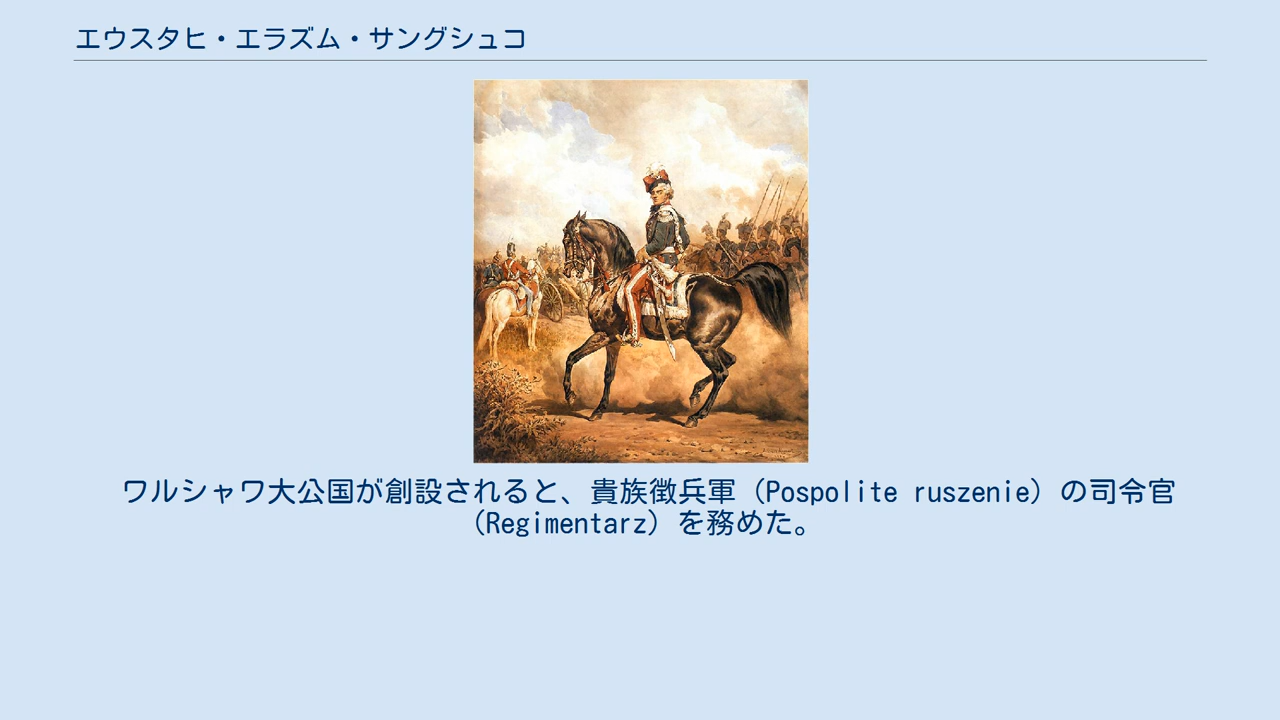 エウスタヒ・エラズム・サングシュコ
ワルシャワ大公国が創設されると、貴族徴兵軍（Pospolite ruszenie）の司令官
（Regimentarz）を務めた。